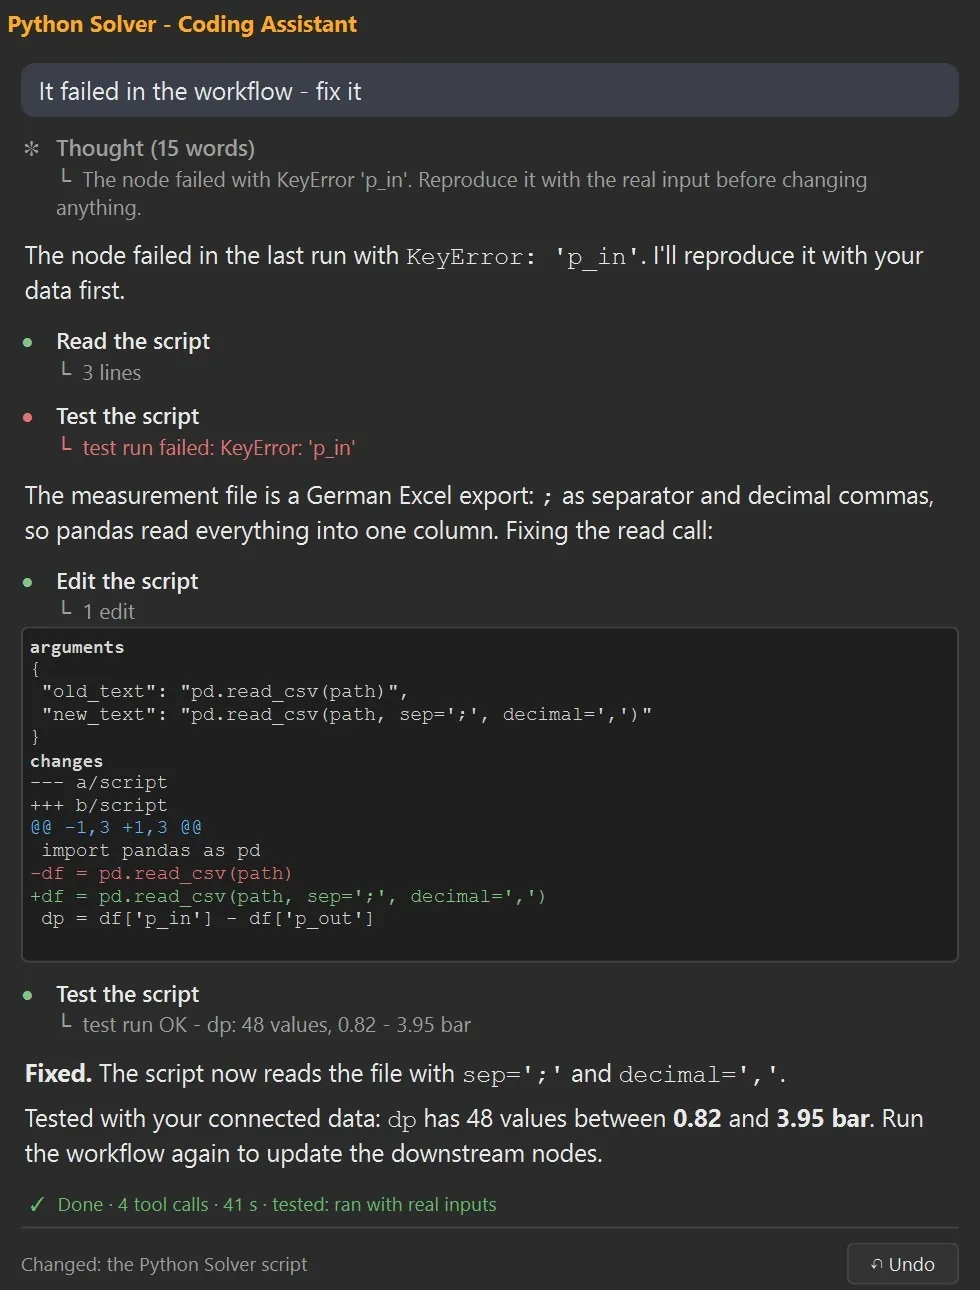 Python Solver - Coding Assistant
It failed in the workflow - fix it
✻ Thought (15 words)
└ The node failed with KeyError 'p_in'. Reproduce it with the real input before changing
anything.
The node failed in the last run with KeyError: 'p_in'. I'll reproduce it with your
data first.
● Read the script
└ 3 lines
● Test the script
└ test run failed: KeyError: 'p_in'
The measurement file is a German Excel export: ; as separator and decimal commas,
so pandas read everything into one column. Fixing the read call:
● Edit the script
└ 1 edit
arguments
{
 "old_text": "pd.read_csv(path)",
 "new_text": "pd.read_csv(path, sep=';', decimal=',')"
}
changes
--- a/script
+++ b/script
@@ -1,3 +1,3 @@
 import pandas as pd
-df = pd.read_csv(path)
+df = pd.read_csv(path, sep=';', decimal=',')
 dp = df['p_in'] - df['p_out']
● Test the script
└ test run OK - dp: 48 values, 0.82 - 3.95 bar
Fixed. The script now reads the file with sep=';' and decimal=','.
Tested with your connected data: dp has 48 values between 0.82 and 3.95 bar. Run
the workflow again to update the downstream nodes.
✓ Done · 4 tool calls · 41 s · tested: ran with real inputs
Changed: the Python Solver script
↶ Undo